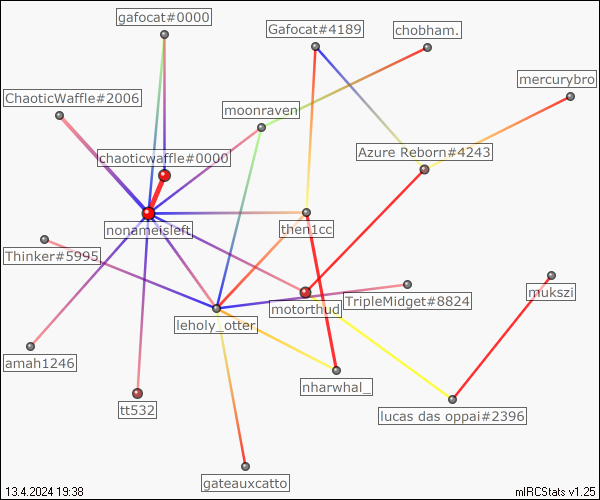 gafocat#0000
Gafocat#4189
chobham.
mercurybro
ChaoticWaffle#2006
moonraven
Azure Reborn#4243
chaoticwaffle#0000
nonameisleft
then1cc
Thinker#5995
mukszi
TripleMidget#8824
motorthud
leholy_otter
amah1246
nharwhal_
tt532
lucas das oppai#2396
gateauxcatto
13.4.2024 19:38
mIRCStats v1.25